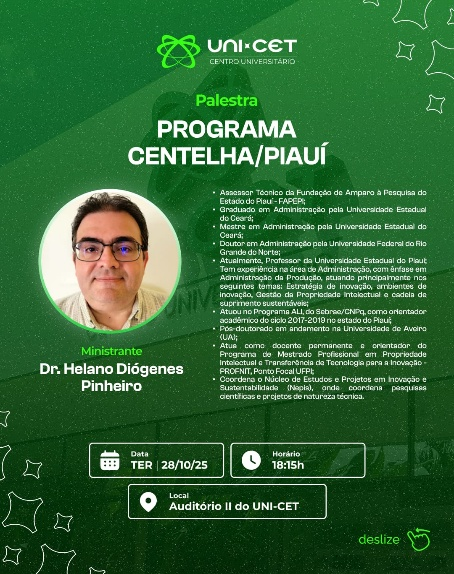 UNI×CET
CENTRO UNIVERSITÁRIO
Palestra
PROGRAMA
CENTELHA/PIAUÍ
• Assessor Técnico da Fundação de Amparo à Pesquisa do
Estado do Piauí - FAPEPI;
• Graduado em Administração pela Universidade Estadual
do Ceará;
• Mestre em Administração pela Universidade Estadual do
Ceará;
• Doutor em Administração pela Universidade Federal do Rio
Grande do Norte;
• Atualmente, Professor da Universidade Estadual do Piauí;
Tem experiência na área de Administração, com ênfase em
Administração da Produção, atuando principalmente nos
seguintes temas: Estratégia de inovação, ambientes de
inovação, Gestão da Propriedade Intelectual e cadeia de
suprimento sustentáveis;
• Atuou no Programa ALI, do Sebrae/CNPq, como orientador
acadêmico do ciclo 2017-2019 no estado do Piauí;
• Pós-doutorado em andamento na Universidade de Aveiro
(UA);
• Atua como docente permanente e orientador do
Programa de Mestrado Profissional em Propriedade
Intelectual e Transferência de Tecnologia para a Inovação -
PROFNIT, Ponto Focal UFPI;
• Coordena o Núcleo de Estudos e Projetos em Inovação e
Sustentabilidade (Nepis), onde coordena pesquisas
científicas e projetos de natureza técnica.
Ministrante
Dr. Helano Diógenes
Pinheiro
Data
TER | 28/10/25
Horário
18:15h
Local
Auditório II do UNI-CET
deslize